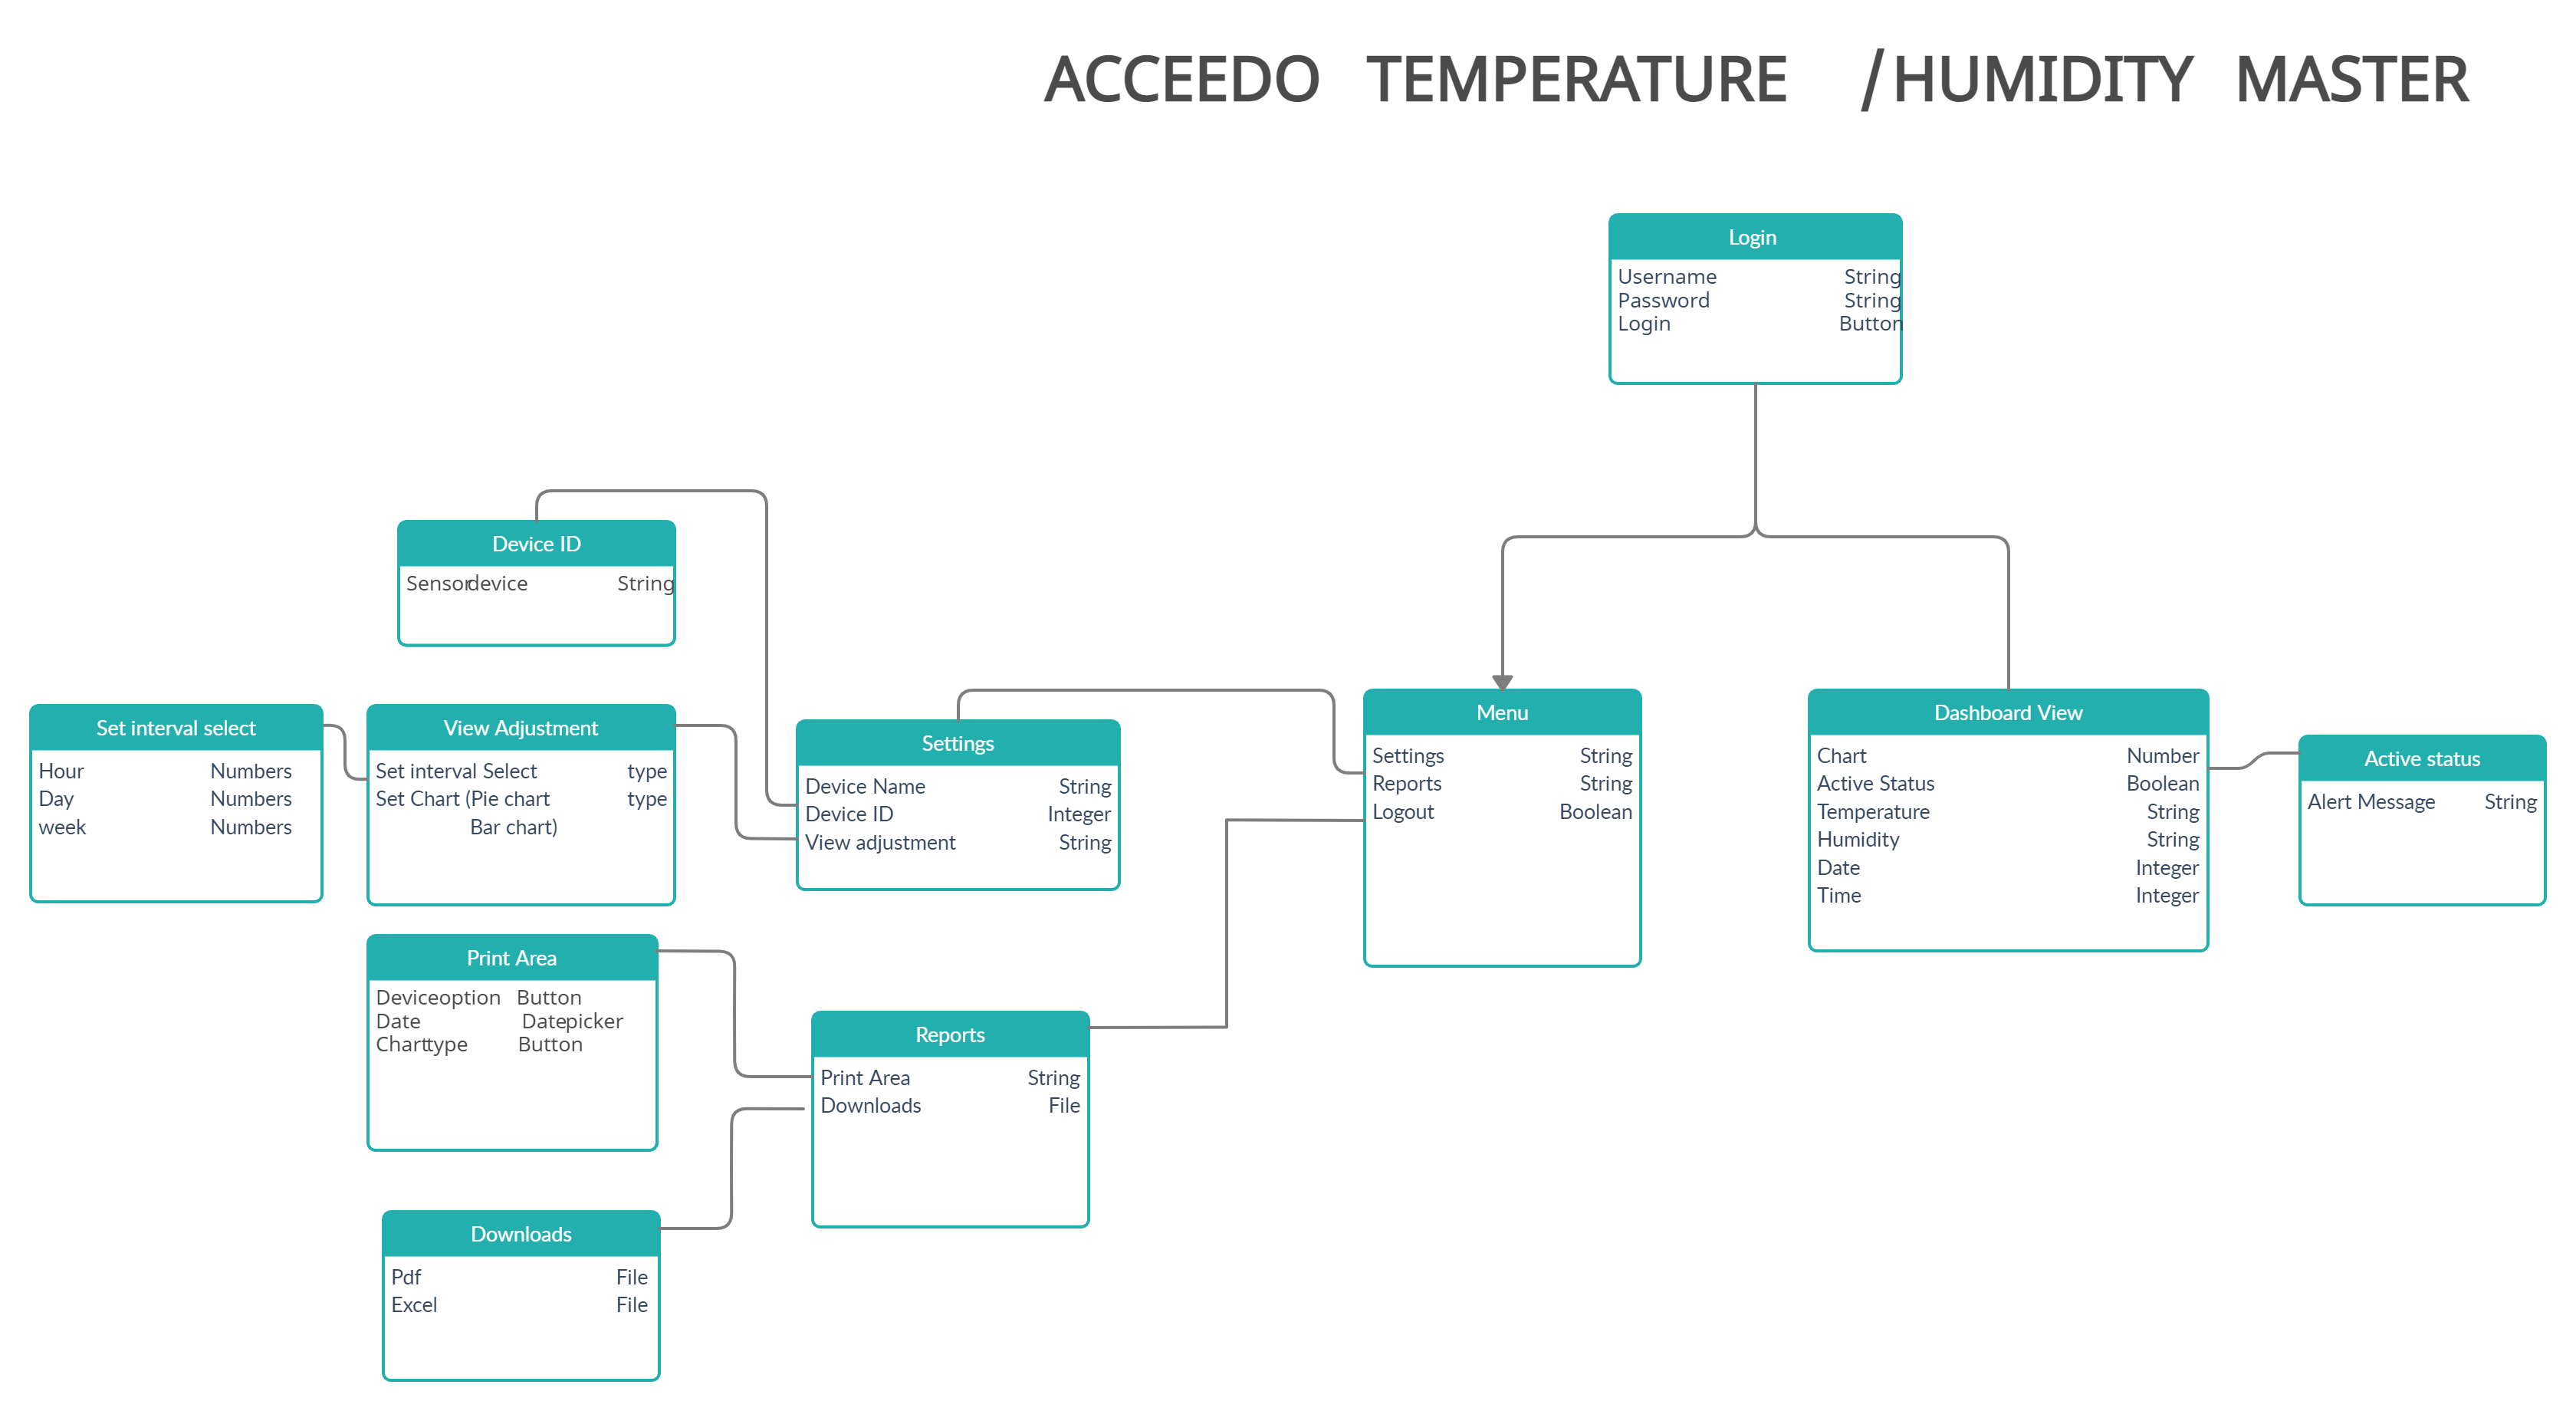 ACCEEDO TEMPERATURE /HUMIDITY MASTER
Login
Username String
Password String
Login Button
Device ID
Sensordevice String
Set interval select
Hour Numbers
Day Numbers
week Numbers
View Adjustment
Set interval Select type
Set Chart (Pie chart type
Bar chart)
Settings
Device Name String
Device ID Integer
View adjustment String
Menu
Settings String
Reports String
Logout Boolean
Dashboard View
Chart Number
Active Status Boolean
Temperature String
Humidity String
Date Integer
Time Integer
Active status
Alert Message String
Print Area
Deviceoption Button
Date Datepicker
Charttype Button
Reports
Print Area String
Downloads File
Downloads
Pdf File
Excel File